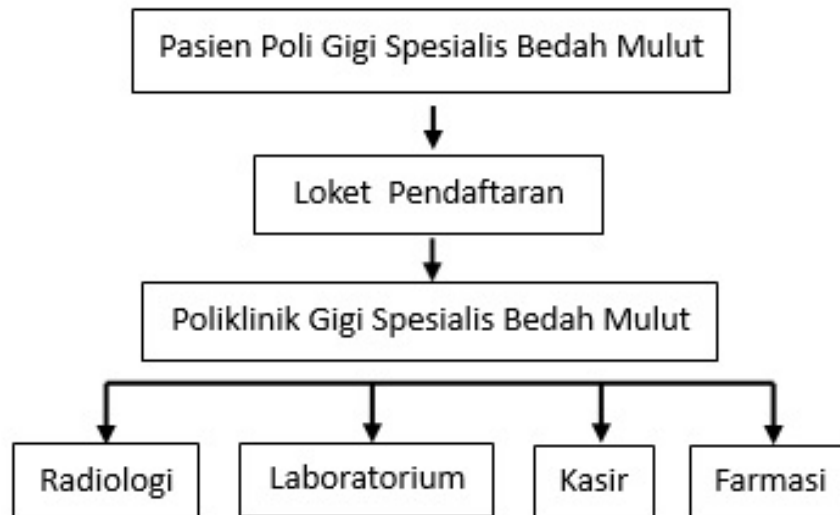 Pasien Poli Gigi Spesialis Bedah Mulut
Loket Pendaftaran
Poliklinik Gigi Spesialis Bedah Mulut
Radiologi
Laboratorium
Kasir
Farmasi